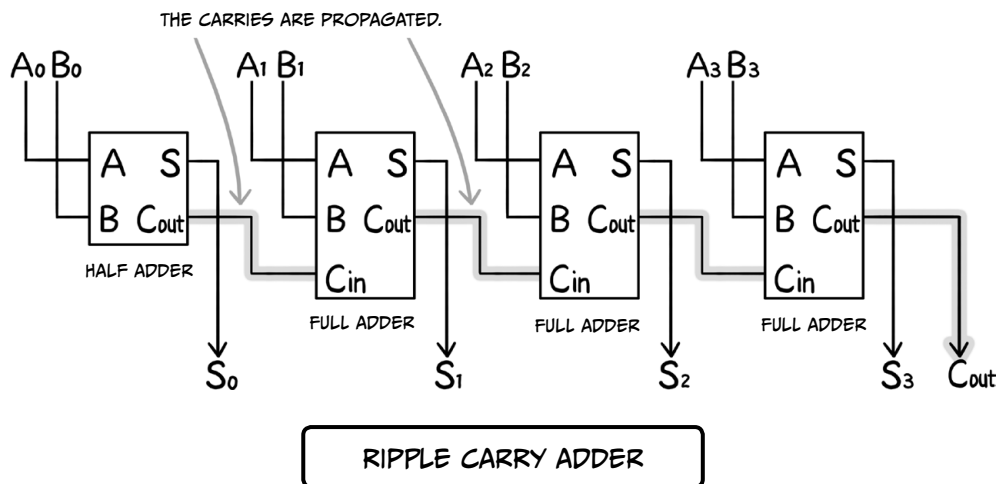 THE CARRIES ARE PROPAGATED.
A0 B0
A1 B1
A2 B2
A3 B3
A S
B Cout
HALF ADDER
A S
B Cout
Cin
FULL ADDER
A S
B Cout
Cin
FULL ADDER
A S
B Cout
Cin
FULL ADDER
S0
S1
S2
S3
Cout
RIPPLE CARRY ADDER